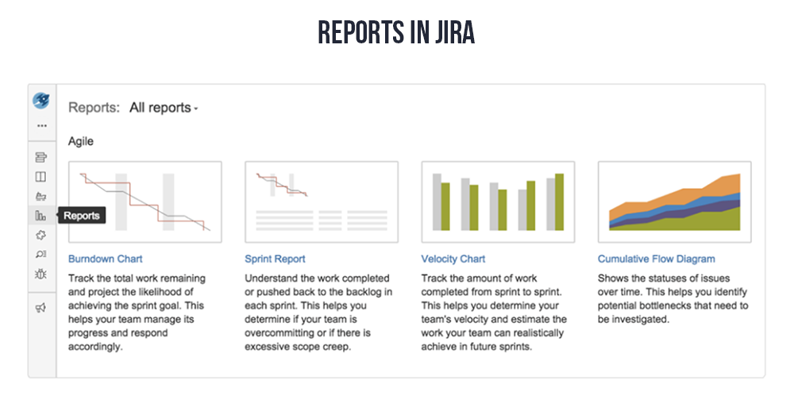 REPORTS IN JIRA
Reports: All reports
Agile
Reports
Burndown Chart
Track the total work remaining
and project the likelihood of
achieving the sprint goal. This
helps your team manage its
progress and respond
accordingly.
Sprint Report
Understand the work completed
or pushed back to the backlog in
each sprint. This helps you
determine if your team is
overcommitting or if there is
excessive scope creep.
Velocity Chart
Track the amount of work
completed from sprint to sprint.
This helps you determine your
team's velocity and estimate the
work your team can realistically
achieve in future sprints.
Cumulative Flow Diagram
Shows the statuses of issues
over time. This helps you identify
potential bottlenecks that need to
be investigated.